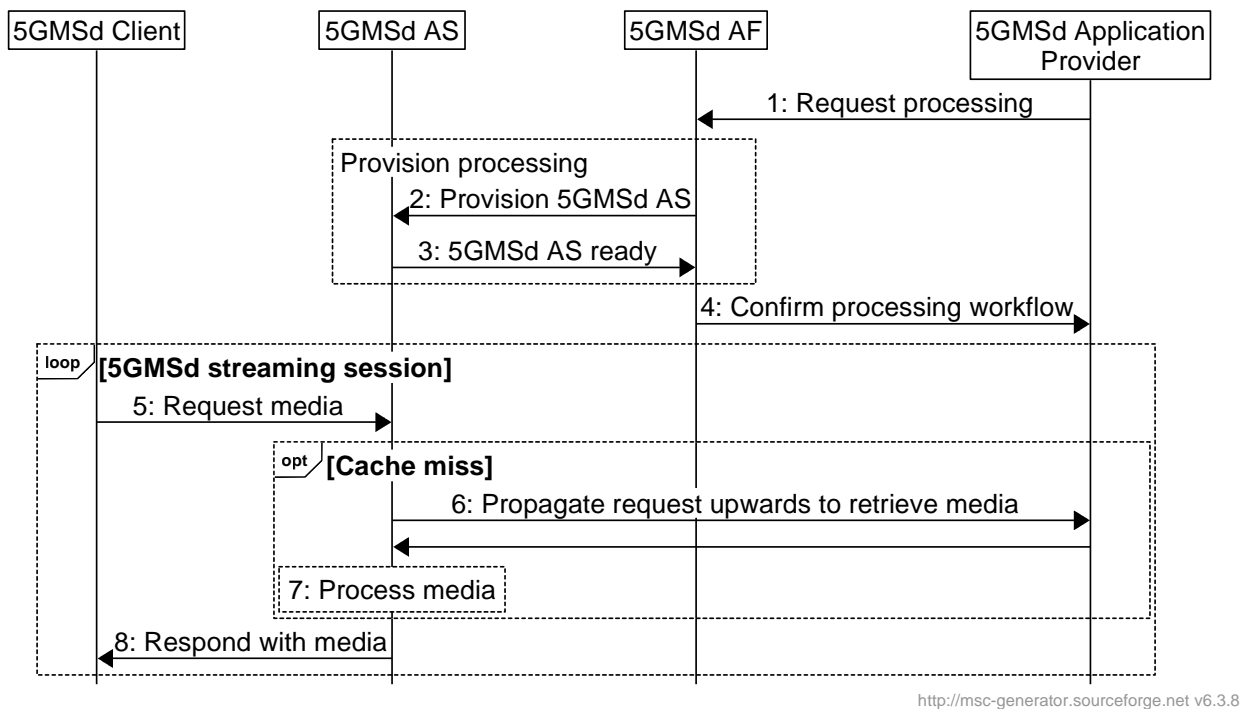 5GMSd Client
5GMSd AS
5GMSd AF
5GMSd Application
Provider
1: Request processing
Provision processing
2: Provision 5GMSd AS
3: 5GMSd AS ready
4: Confirm processing workflow
loop
[5GMSd streaming session]
5: Request media
opt
[Cache miss]
6: Propagate request upwards to retrieve media
7: Process media
8: Respond with media
http://msc-generator.sourceforge.net v6.3.8